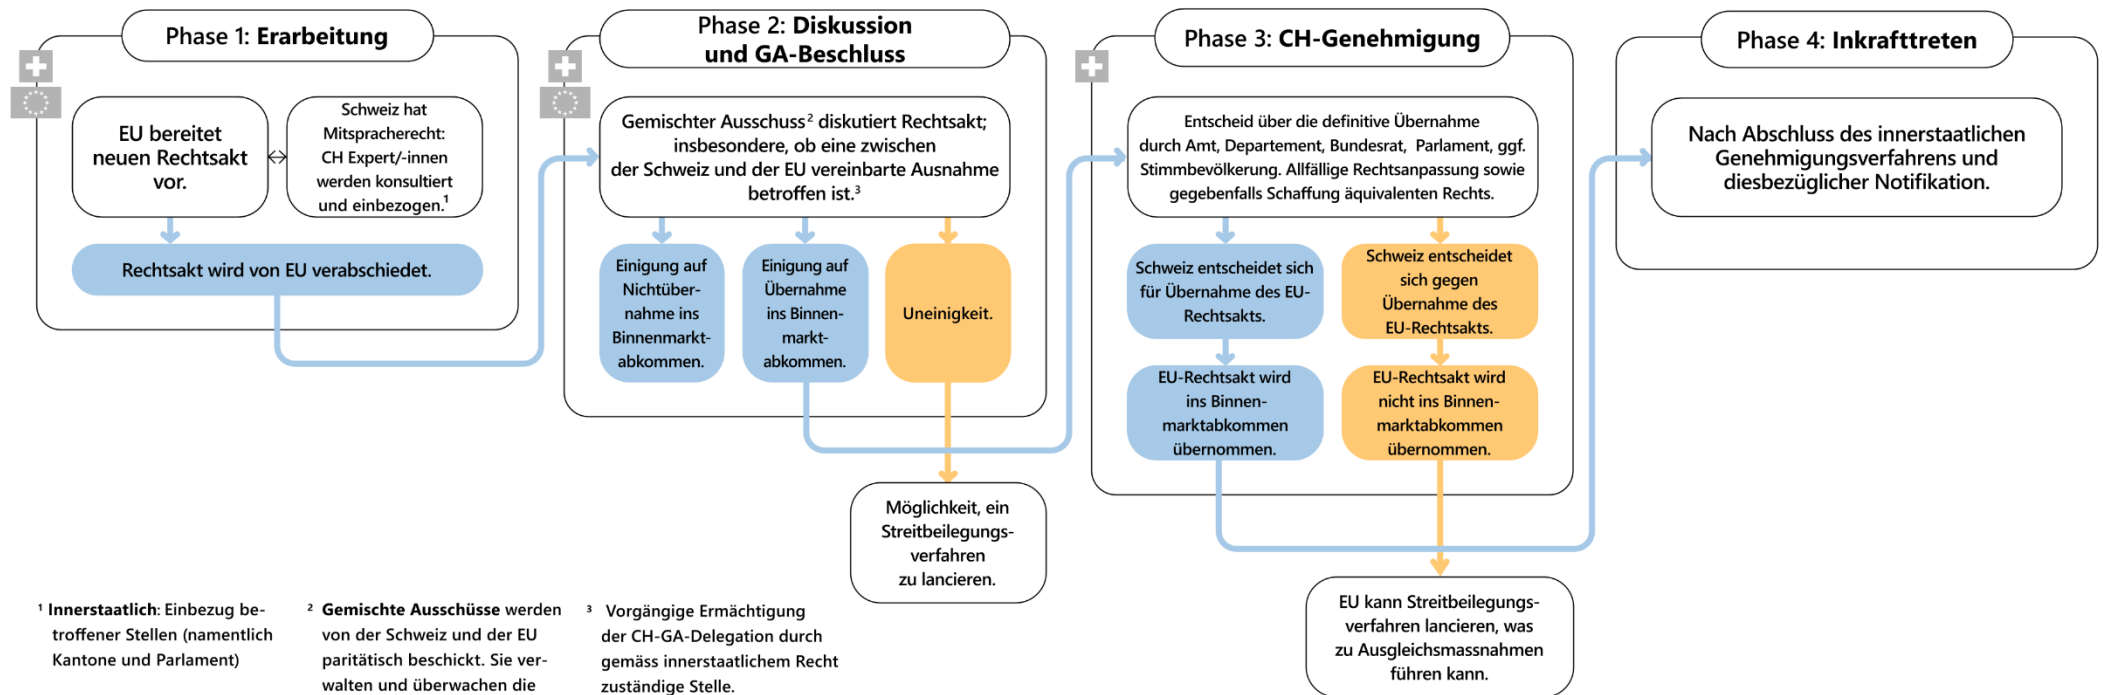 Phase 1: Erarbeitung
EU bereitet
neuen Rechtsakt
vor.
Schweiz hat
Mitspracherecht:
CH Expert/-innen
werden konsultiert
und einbezogen.¹
Rechtsakt wird von EU verabschiedet.
Phase 2: Diskussion
und GA-Beschluss
Gemischter Ausschuss² diskutiert Rechtsakt;
insbesondere, ob eine zwischen
der Schweiz und der EU vereinbarte Ausnahme
betroffen ist.³
Einigung auf
Nichtüber-
nahme ins
Binnenmarkt-
abkommen.
Einigung auf
Übernahme
ins Binnen-
markt-
abkommen.
Uneinigkeit.
Möglichkeit, ein
Streitbeilegungs-
verfahren
zu lancieren.
Phase 3: CH-Genehmigung
Entscheid über die definitive Übernahme
durch Amt, Departement, Bundesrat, Parlament, ggf.
Stimmbevölkerung. Allfällige Rechtsanpassung sowie
gegebenfalls Schaffung äquivalenten Rechts.
Schweiz entscheidet sich
für Übernahme des EU-
Rechtsakts.
EU-Rechtsakt wird
ins Binnen-
marktabkommen
übernommen.
Schweiz entscheidet
sich gegen
Übernahme des
EU-Rechtsakts.
EU-Rechtsakt wird
nicht ins Binnen-
marktabkommen
übernommen.
EU kann Streitbeilegungs-
verfahren lancieren, was
zu Ausgleichsmassnahmen
führen kann.
Phase 4: Inkrafttreten
Nach Abschluss des innerstaatlichen
Genehmigungsverfahrens und
diesbezüglicher Notifikation.
¹ Innerstaatlich: Einbezug be-
troffener Stellen (namentlich
Kantone und Parlament)
² Gemischte Ausschüsse werden
von der Schweiz und der EU
paritätisch beschickt. Sie ver-
walten und überwachen die
³ Vorgängige Ermächtigung
der CH-GA-Delegation durch
gemäss innerstaatlichem Recht
zuständige Stelle.